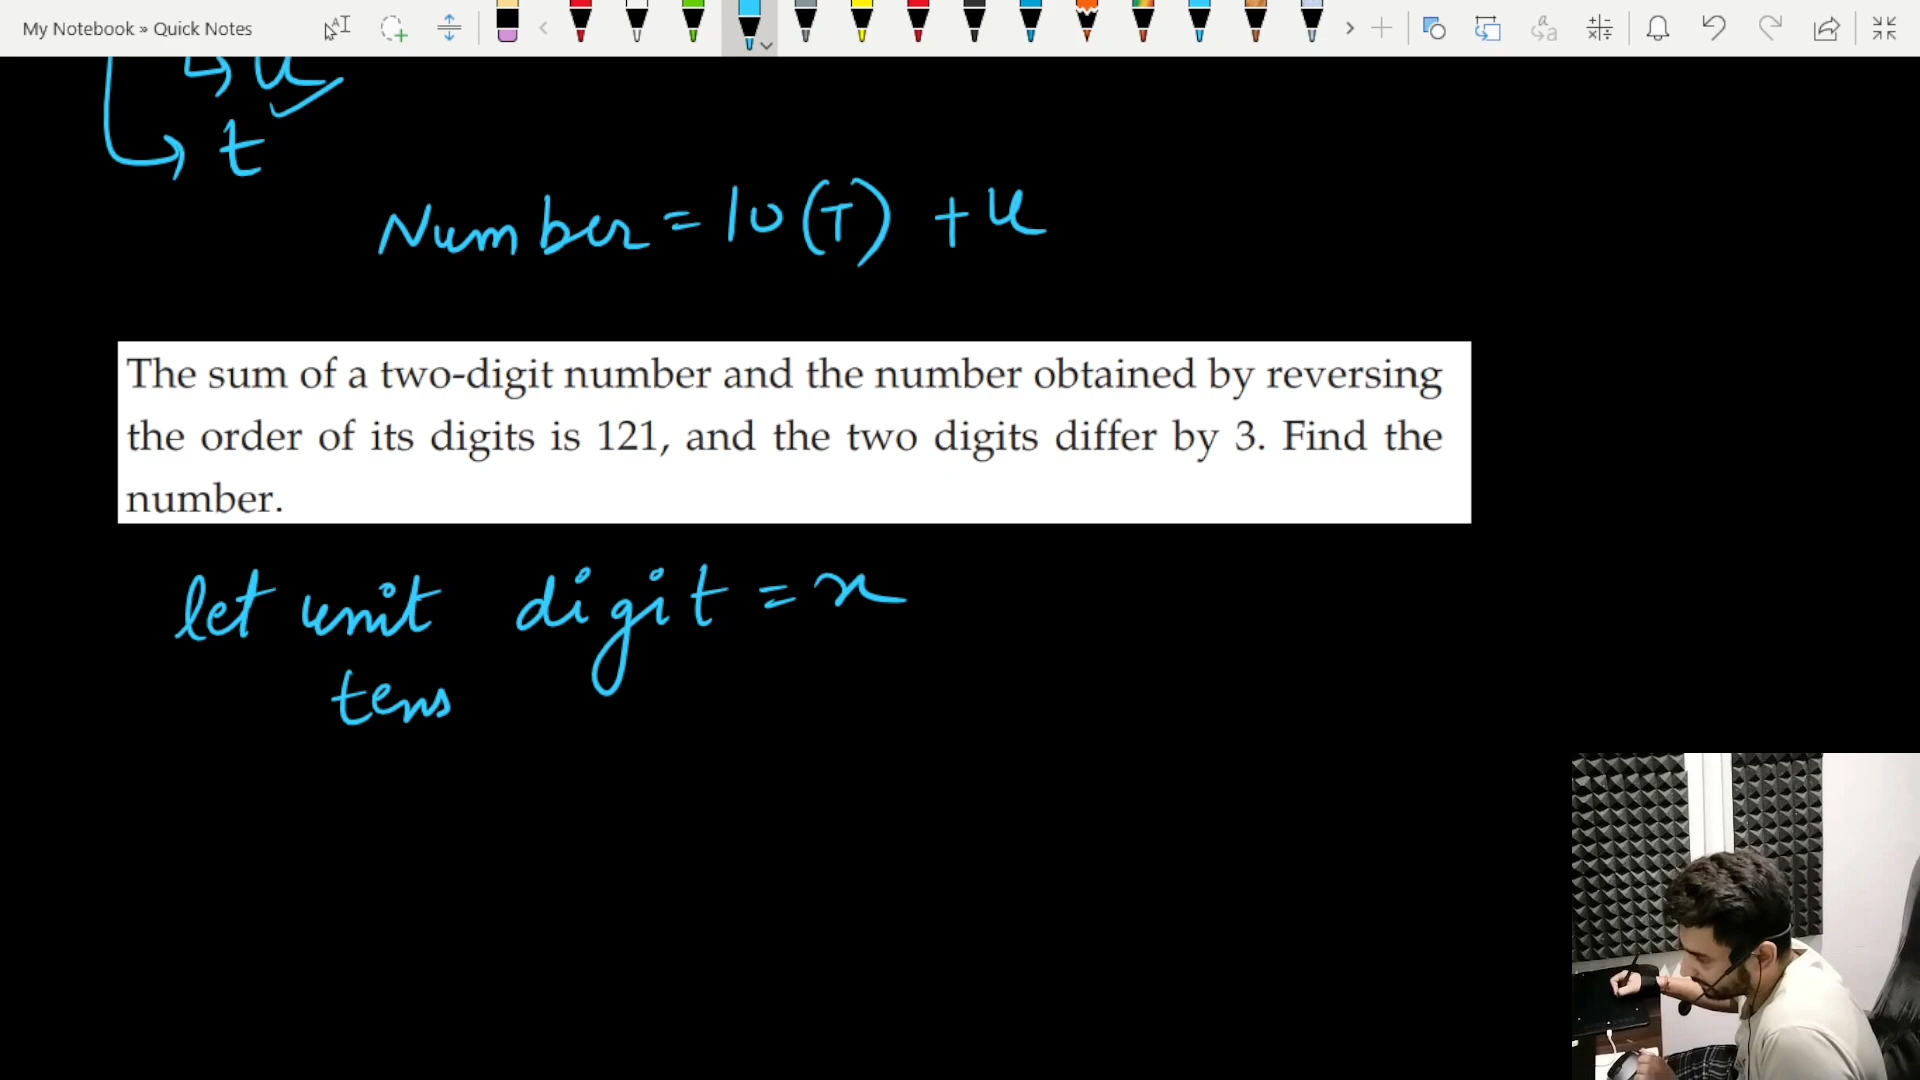 My Notebook » Quick Notes
u
t
Number = 10(T) + u
The sum of a two-digit number and the number obtained by reversing
the order of its digits is 121, and the two digits differ by 3. Find the
number.
let unit digit = x
tens